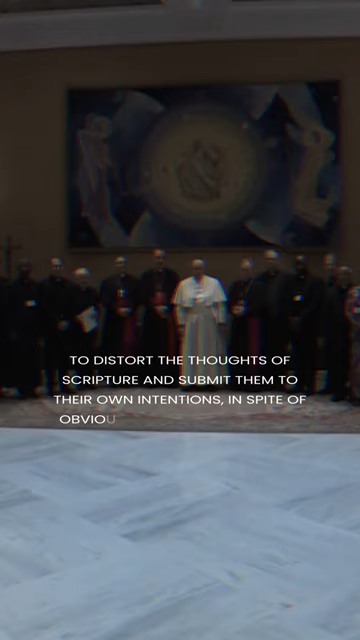 TO DISTORT THE THOUGHTS OF
SCRIPTURE AND SUBMIT THEM TO
THEIR OWN INTENTIONS, IN SPITE OF
OBVIOU